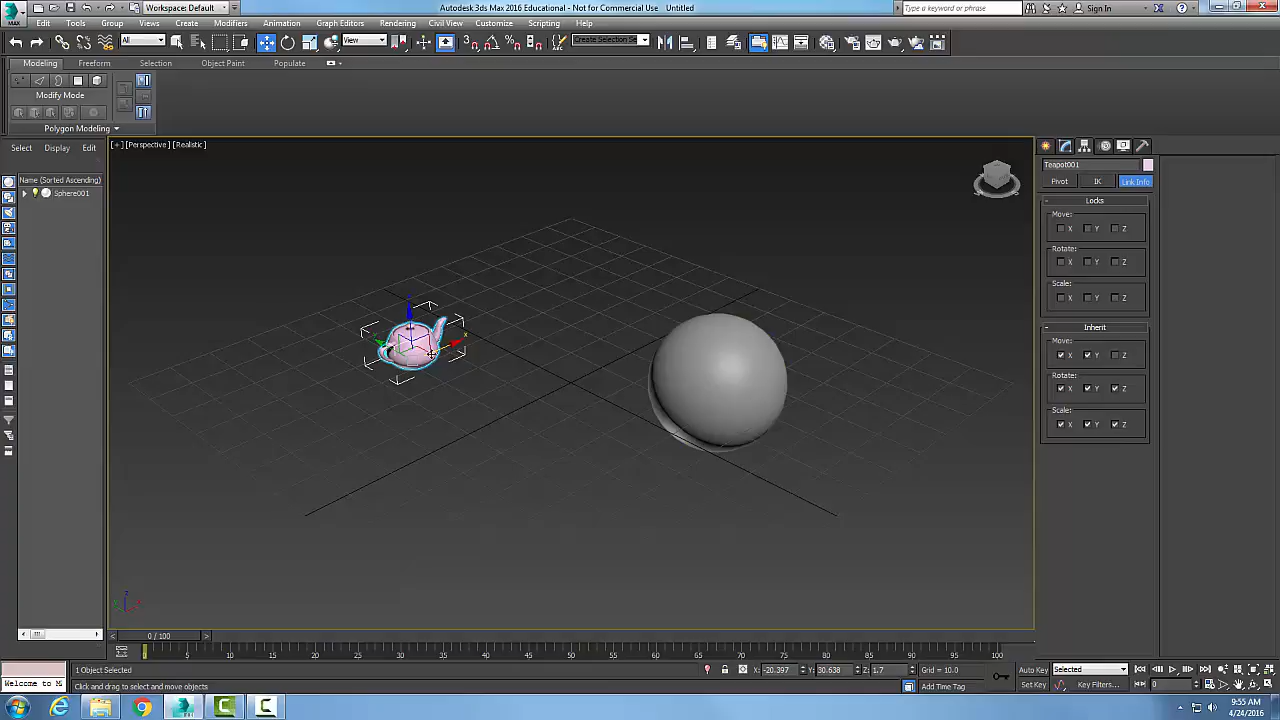 Workspace: Default
Autodesk 3ds Max 2016 Educational - Not for Commercial Use Untitled
Type a keyword or phrase
Sign In
MAX
Edit Tools Group Views Create Modifiers Animation Graph Editors Rendering Civil View Customize Scripting Help
All
View
Create Selection Se
Modeling Freeform Selection Object Paint Populate
Modify Mode
Polygon Modeling
Select Display Edit
Name (Sorted Ascending)
Sphere001
[+] [Perspective] [Realistic]
Teapot001
Pivot IK Link Info
Locks
Move:
X Y Z
Rotate:
X Y Z
Scale:
X Y Z
Inherit
Move:
X Y Z
Rotate:
X Y Z
Scale:
X Y Z
0 / 100
0 5 10 15 20 25 30 35 40 45 50 55 60 65 70 75 80 85 90 95 100
1 Object Selected
X: -20.397 Y: 30.638 Z: 1.7 Grid = 10.0
Auto Key Selected
Welcome to M
Click and drag to select and move objects
Add Time Tag
Set Key Key Filters... 0
9:55 AM
4/24/2016